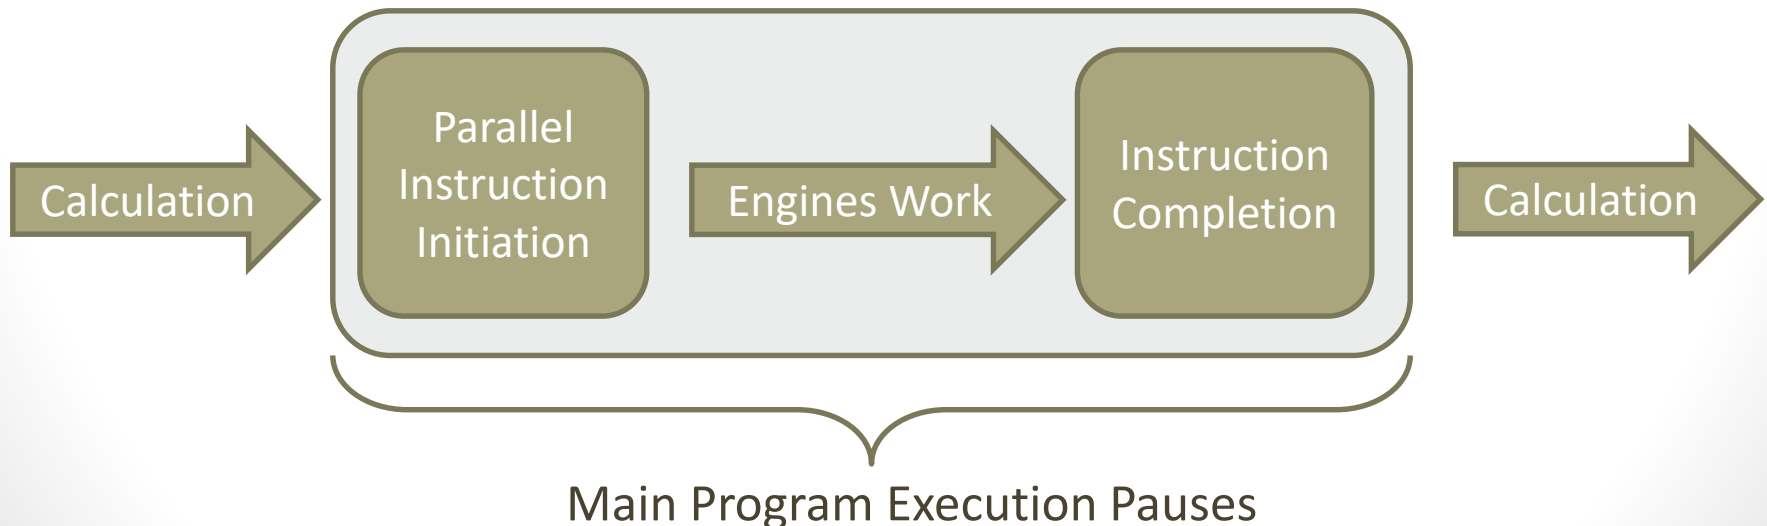 Calculation
Parallel
Instruction
Initiation
Engines Work
Instruction
Completion
Calculation
Main Program Execution Pauses